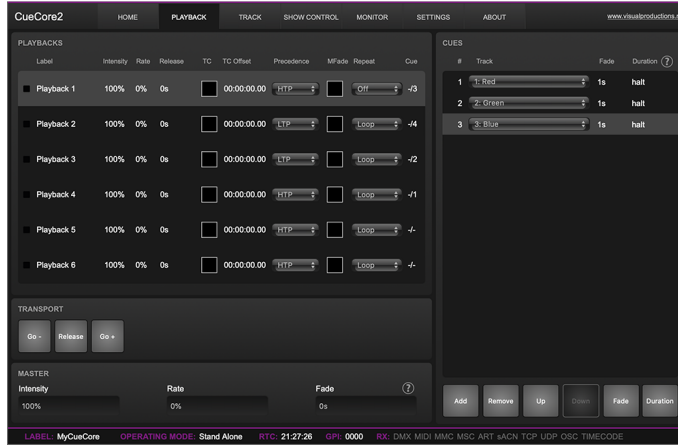 CueCore2 HOME PLAYBACK TRACK SHOW CONTROL MONITOR SETTINGS ABOUT www.visualproductions.n
PLAYBACKS
Label Intensity Rate Release TC TC Offset Precedence MFade Repeat Cue
Playback 1 100% 0% 0s 00:00:00.00 HTP Off -/3
Playback 2 100% 0% 0s 00:00:00.00 LTP Loop -/4
Playback 3 100% 0% 0s 00:00:00.00 LTP Loop -/2
Playback 4 100% 0% 0s 00:00:00.00 HTP Loop -/1
Playback 5 100% 0% 0s 00:00:00.00 HTP Loop -/-
Playback 6 100% 0% 0s 00:00:00.00 HTP Loop -/-
TRANSPORT
Go - Release Go +
MASTER
Intensity Rate Fade ?
100% 0% 0s
CUES
# Track Fade Duration ?
1 1: Red 1s halt
2 2: Green 1s halt
3 3: Blue 1s halt
Add Remove Up Down Fade Duration
LABEL: MyCueCore OPERATING MODE: Stand Alone RTC: 21:27:26 GPI: 0000 RX: DMX MIDI MMC MSC ART sACN TCP UDP OSC TIMECODE